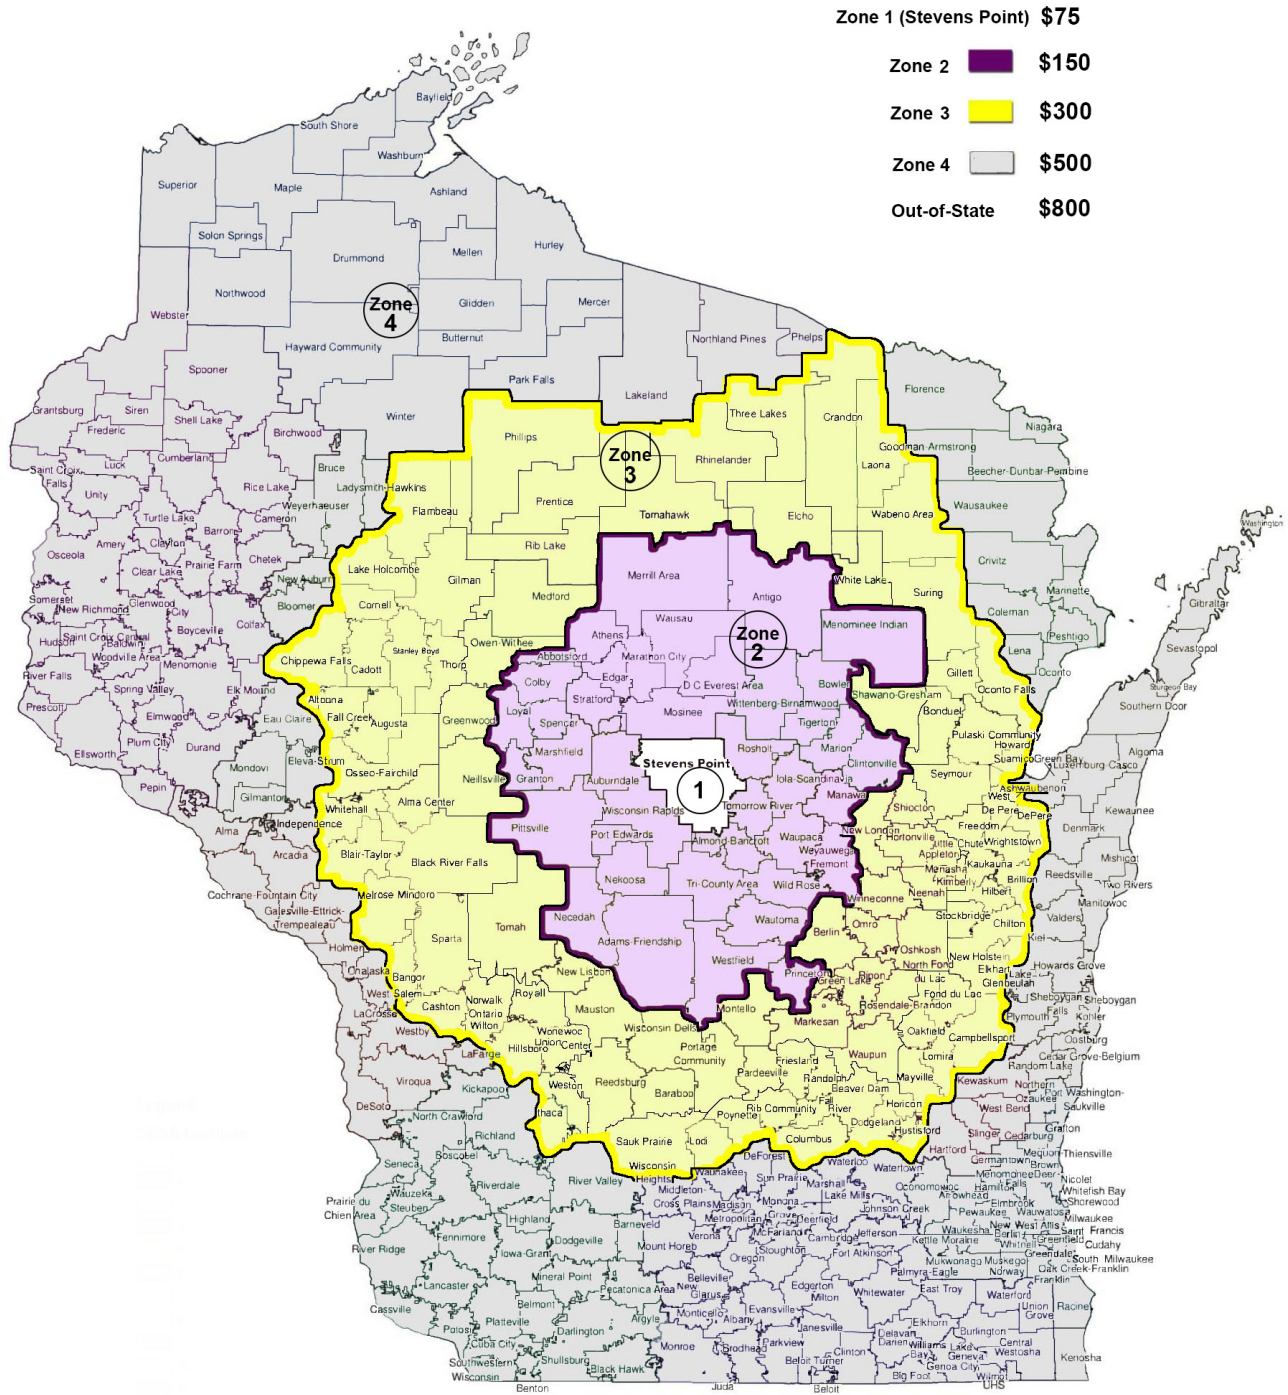 Zone 1 (Stevens Point) $75
Zone 2 $150
Zone 3 $300
Zone 4 $500
Out-of-State $800
Bayfield
South Shore
Washburn
Superior
Maple
Ashland
Solon Springs
Drummond
Mellen
Hurley
Northwood
Zone
4
Glidden
Mercer
Webster
Hayward Community
Butternut
Northland Pines
Phelps
Spooner
Park Falls
Lakeland
Florence
Grantsburg
Siren
Shell Lake
Winter
Three Lakes
Crandon
Frederic
Birchwood
Phillips
Niagara
Goodman-Armstrong
Zone
3
Rhinelander
Laona
Beecher-Dunbar-Pembine
Saint Croix
Falls
Luck
Cumberland
Bruce
Unity
Rice Lake
Ladysmith-Hawkins
Weyerhaeuser
Flambeau
Prentice
Tomahawk
Elcho
Wabeno Area
Wausaukee
Turtle Lake
Cameron
Barron
Washington
Osceola
Amery
Clayton
Clear Lake
Prairie Farm
Chetek
Rib Lake
Crivitz
New Auburn
Lake Holcombe
Gilman
Medford
Merrill Area
Antigo
White Lake
Suring
Marinette
Somerset
New Richmond
Glenwood
City
Bloomer
Cornell
Wausau
Zone
2
Menominee Indian
Coleman
Gibraltar
Hudson
Saint Croix Central
Baldwin
Boyceville
Colfax
Owen-Withee
Athens
Peshtigo
Woodville Area
Menomonie
Chippewa Falls
Cadott
Stanley Boyd
Thorp
Abbotsford
Marathon City
Lena
Sevastopol
River Falls
Spring Valley
Elk Mound
Colby
Edgar
D C Everest Area
Bowler
Shawano-Gresham
Gillett
Oconto
Oconto Falls
Sturgeon Bay
Prescott
Elmwood
Altoona
Fall Creek
Augusta
Greenwood
Loyal
Stratford
Spencer
Mosinee
Wittenberg-Birnamwood
Tigerton
Bonduel
Southern Door
Eau Claire
Plum City
Durand
Ellsworth
Marshfield
Rosholt
Marion
Pulaski Community
Howard
Suamico
Green Bay
Algoma
Luxemburg-Casco
Mondovi
Eleva-Strum
Osseo-Fairchild
Neillsville
Granton
Auburndale
Stevens Point
1
Iola-Scandinavia
Clintonville
Seymour
Ashwaubenon
Pepin
Gilmanton
Whitehall
Alma Center
Wisconsin Rapids
Tomorrow River
Manawa
Shiocton
West
De Pere
DePere
Kewaunee
Alma
Independence
Pittsville
Port Edwards
Almond-Bancroft
Waupaca
Weyauwega
Fremont
New London
Hortonville
Freedom
Wrightstown
Denmark
Arcadia
Blair-Taylor
Black River Falls
Little Chute
Appleton
Menasha
Kimberly
Kaukauna
Mishicot
Cochrane-Fountain City
Melrose Mindoro
Nekoosa
Tri-County Area
Wild Rose
Neenah
Hilbert
Brillion
Reedsville
Two Rivers
Manitowoc
Galesville-Ettrick-
Trempealeau
Necedah
Wautoma
Winneconne
Omro
Berlin
Stockbridge
Chilton
Valders
Holmen
Sparta
Tomah
Adams-Friendship
Westfield
Oshkosh
Kiel
Onalaska
Bangor
New Lisbon
Princeton
Green Lake
Ripon
North Fond
du Lac
New Holstein
Elkhart
Lake
Glenbeulah
Howards Grove
West Salem
Cashton
Norwalk
Ontario
Wilton
Royall
Mauston
Montello
Rosendale-Brandon
Fond du Lac
Plymouth
Sheboygan
Falls
Sheboygan
Kohler
LaCrosse
Westby
Wonewoc
Union Center
Hillsboro
Wisconsin Dells
Markesan
Oakfield
Campbellsport
Oostburg
LaFarge
Portage
Community
Friesland
Waupun
Lomira
Cedar Grove-Belgium
Random Lake
Viroqua
Kickapoo
Weston
Reedsburg
Baraboo
Pardeeville
Randolph
Beaver Dam
Mayville
Kewaskum
Northern
Ozaukee
Port Washington-
Saukville
DeSoto
North Crawford
Ithaca
Poynette
Rio Community
Fall
River
Dodgeland
Horicon
Hustisford
West Bend
Slinger
Cedarburg
Grafton
Richland
Sauk Prairie
Lodi
Columbus
Hartford
Seneca
Boscobel
Wisconsin
Heights
Waunakee
DeForest
Waterloo
Watertown
Germantown
Mequon-Thiensville
Brown
Deer
Riverdale
River Valley
Sun Prairie
Marshall
Lake Mills
Johnson Creek
Oconomowoc
Arrowhead
Hamilton
Menomonee
Falls
Nicolet
Whitefish Bay
Shorewood
Prairie du
Chien Area
Wauzeka
Steuben
Middleton-
Cross Plains
Madison
Metropolitan
Monona
Grove
Deerfield
Elmbrook
Pewaukee
Wauwatosa
Milwaukee
Highland
Barneveld
Fennimore
Verona
McFarland
Cambridge
Jefferson
Waukesha
Kettle Moraine
New Berlin
West Allis
Whitnall
Greenfield
Saint Francis
Cudahy
River Ridge
Iowa-Grant
Dodgeville
Mount Horeb
Oregon
Stoughton
Fort Atkinson
Mukwonago
Muskego
Greendale
South Milwaukee
Oak Creek-Franklin
Mineral Point
Belleville
Palmyra-Eagle
Norway
Franklin
Lancaster
Pecatonica Area
New
Glarus
Edgerton
Milton
Whitewater
East Troy
Waterford
Cassville
Belmont
Monticello
Albany
Evansville
Union
Grove
Racine
Potosi
Platteville
Darlington
Argyle
Janesville
Elkhorn
Burlington
Cuba City
Monroe
Brodhead
Parkview
Clinton
Delavan
Darien
Williams
Bay
Lake
Geneva
Central
Westosha
Southwestern
Wisconsin
Shullsburg
Black Hawk
Beloit Turner
Genoa City
Kenosha
Benton
Juda
Beloit
Big Foot
Wilmot
UHS